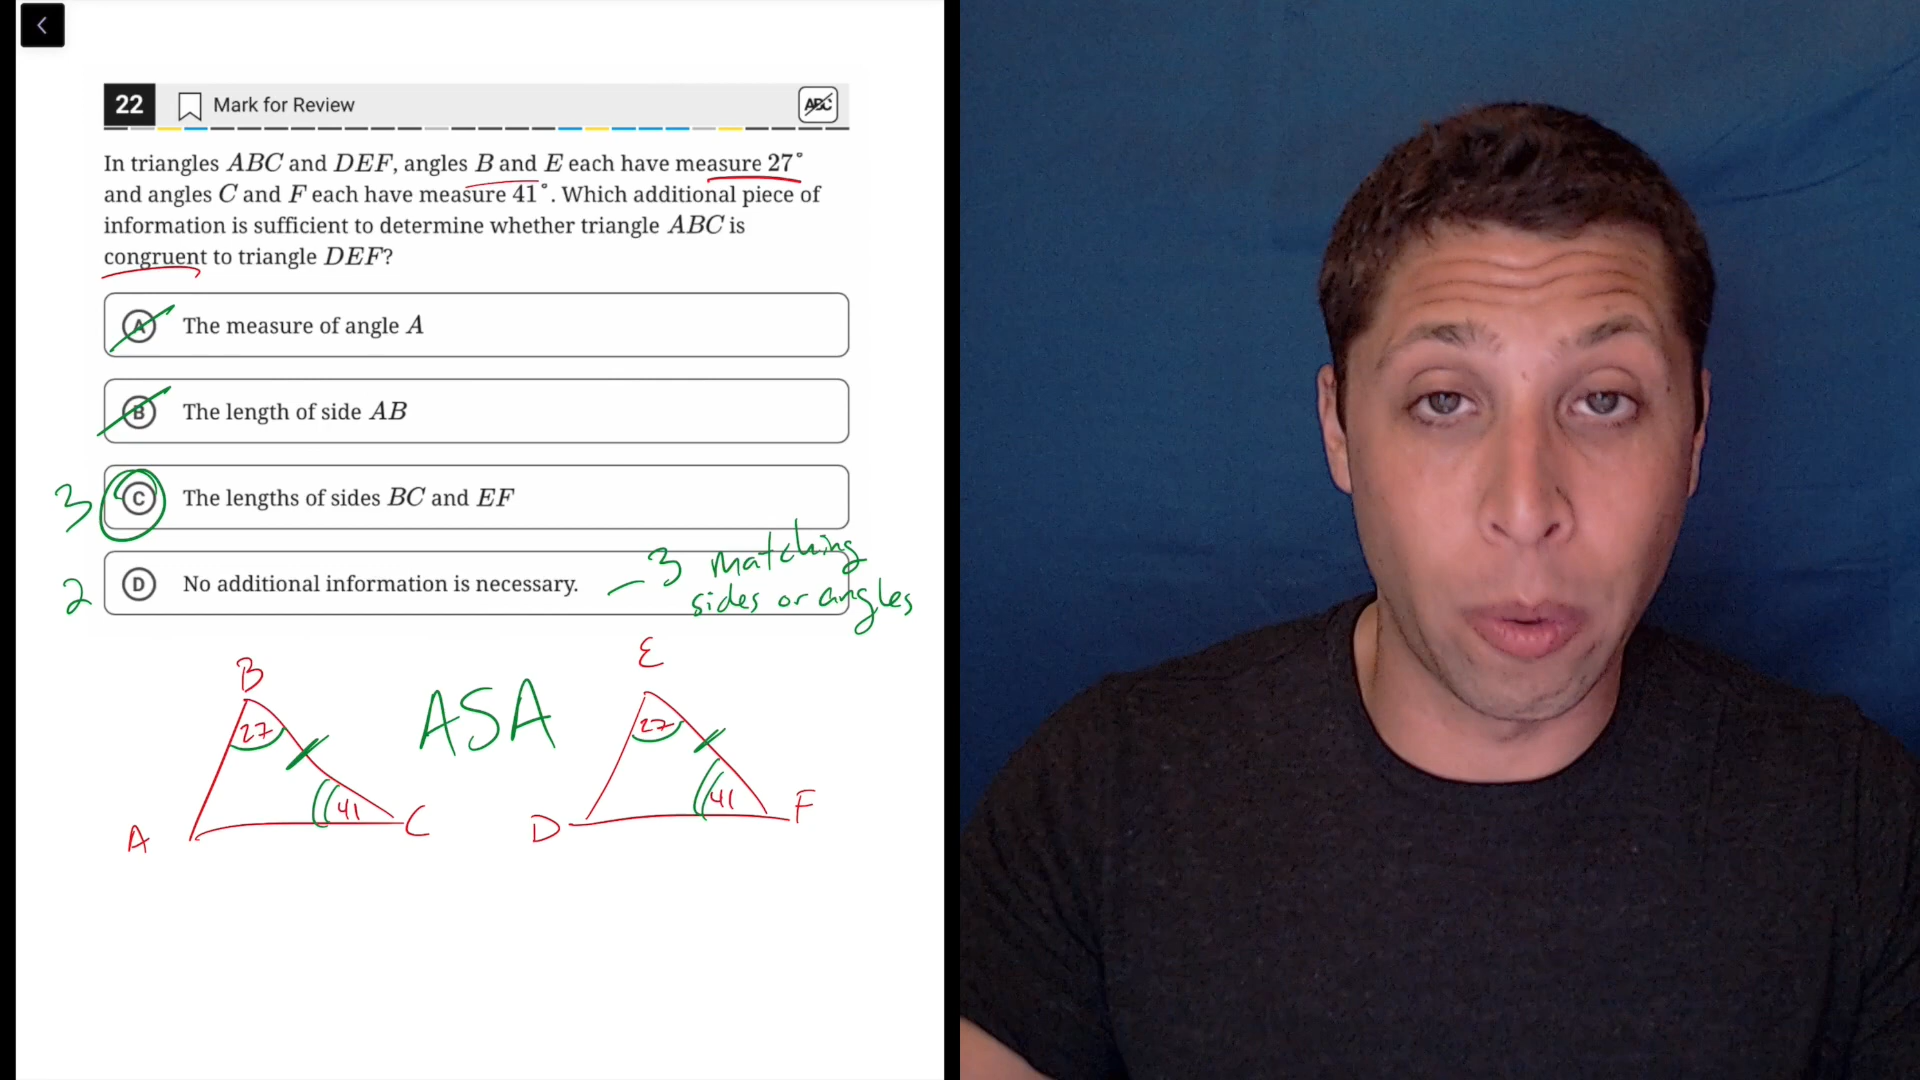 22 Mark for Review ABC
In triangles ABC and DEF, angles B and E each have measure 27°
and angles C and F each have measure 41°. Which additional piece of
information is sufficient to determine whether triangle ABC is
congruent to triangle DEF?
A The measure of angle A
B The length of side AB
3 C The lengths of sides BC and EF
2 D No additional information is necessary.
– 3 matching
sides or angles
B
E
27
ASA
27
41
41
A
C
D
F